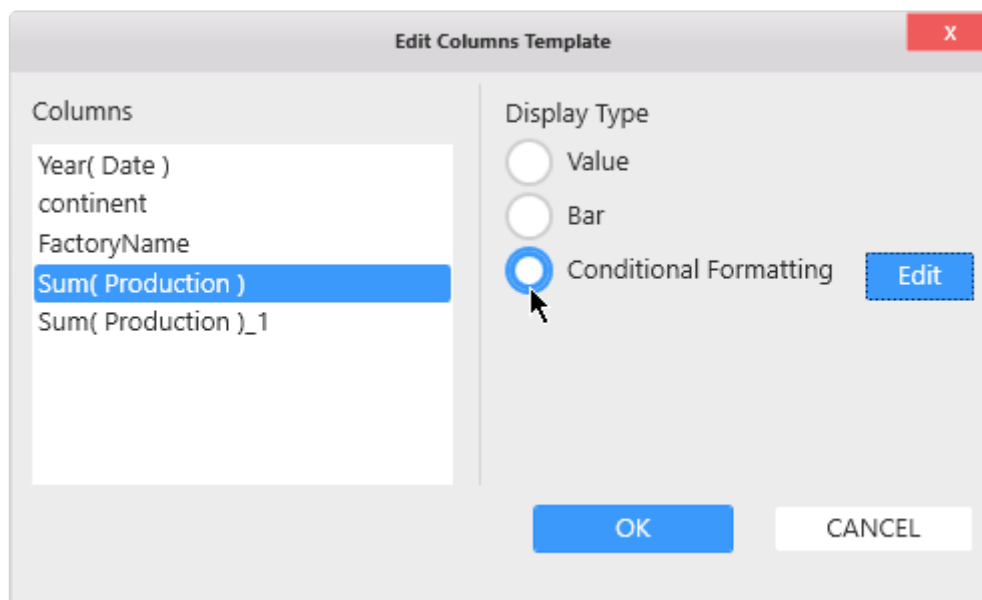 Edit Columns Template
X
Columns
Year( Date )
continent
FactoryName
Sum( Production )
Sum( Production )_1
Display Type
Value
Bar
Conditional Formatting
Edit
OK
CANCEL